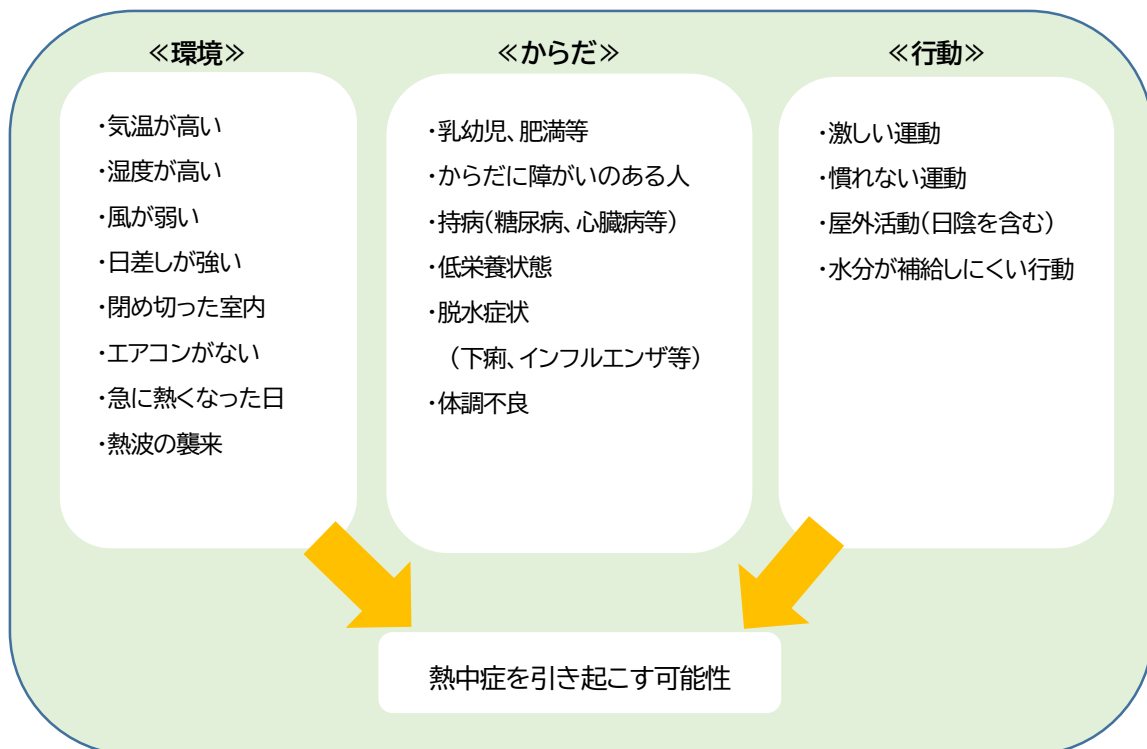 ≪環境≫
・気温が高い
・湿度が高い
・風が弱い
・日差しが強い
・閉め切った室内
・エアコンがない
・急に熱くなった日
・熱波の襲来
≪からだ≫
・乳幼児、肥満等
・からだに障がいのある人
・持病(糖尿病、心臓病等)
・低栄養状態
・脱水症状
（下痢、インフルエンザ等）
・体調不良
≪行動≫
・激しい運動
・慣れない運動
・屋外活動(日陰を含む)
・水分が補給しにくい行動
熱中症を引き起こす可能性